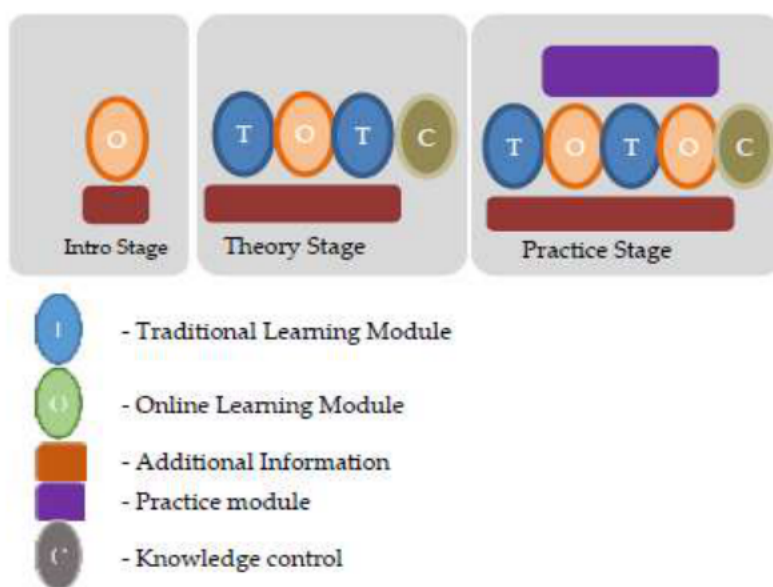 O
T O T C
T O T O C
Intro Stage
Theory Stage
Practice Stage
- Traditional Learning Module
- Online Learning Module
- Additional Information
- Practice module
- Knowledge control